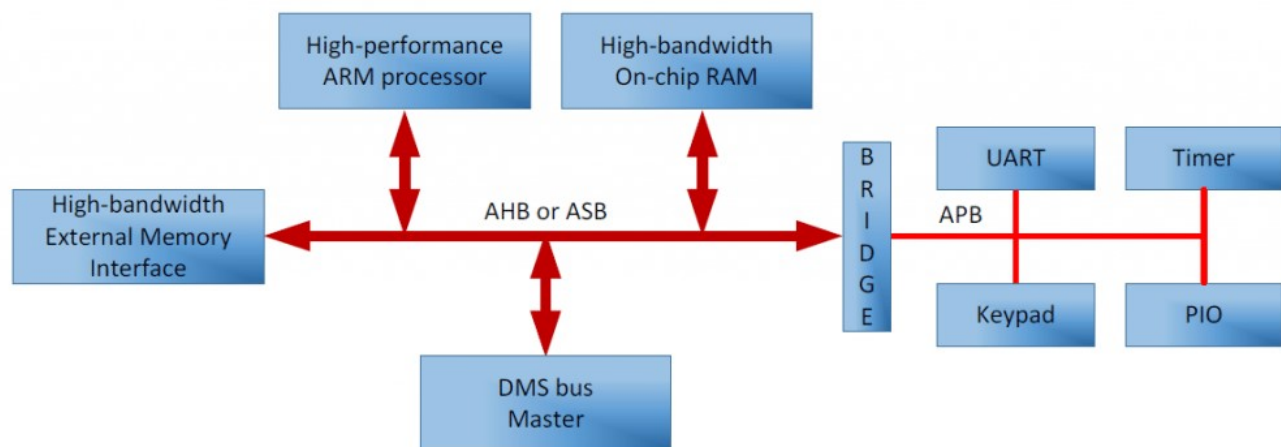 High-performance
ARM processor
High-bandwidth
On-chip RAM
High-bandwidth
External Memory
Interface
AHB or ASB
DMS bus
Master
B
R
I
D
G
E
APB
UART
Timer
Keypad
PIO